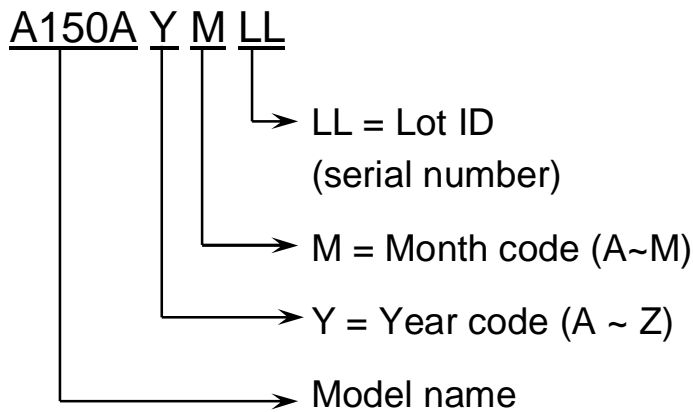 A150A Y M LL
LL = Lot ID
(serial number)
M = Month code (A~M)
Y = Year code (A ~ Z)
Model name